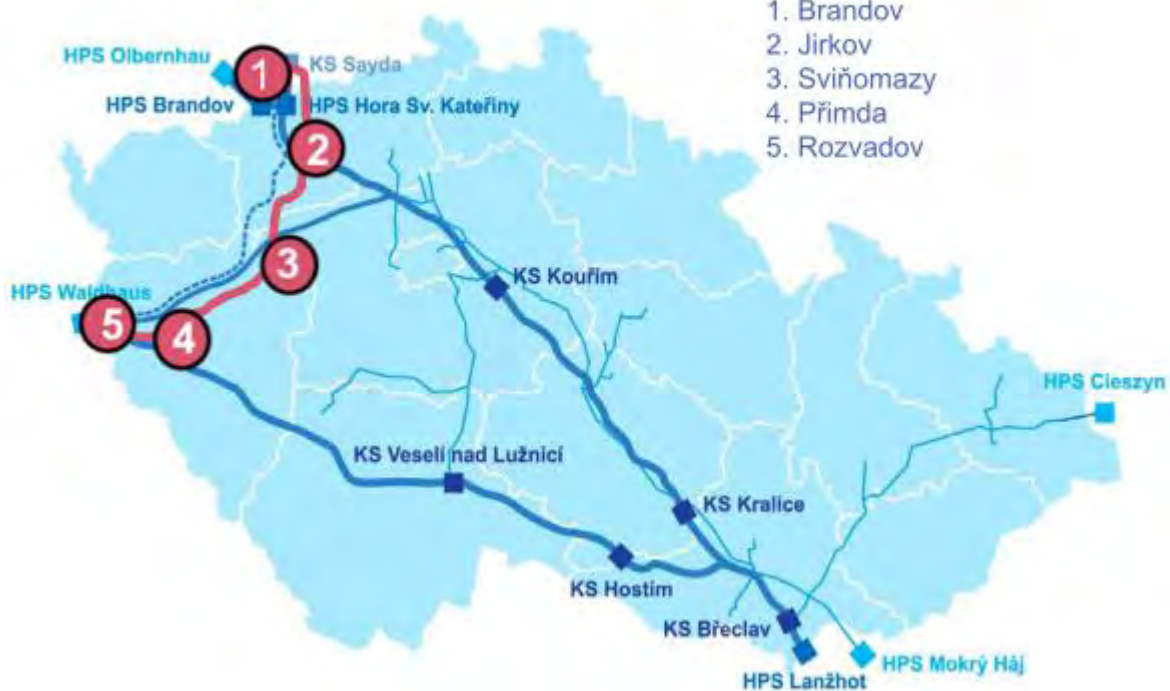 1. Brandov
2. Jirkov
3. Sviňomazy
4. Přimda
5. Rozvadov
HPS Olbernhau
1
KS Sayda
HPS Brandov
HPS Hora Sv. Kateřiny
2
3
KS Kouřim
HPS Waldhaus
5
4
HPS Cieszyn
KS Veselí nad Lužnicí
KS Kralice
KS Hostim
KS Břeclav
HPS Mokrý Háj
HPS Lanžhot